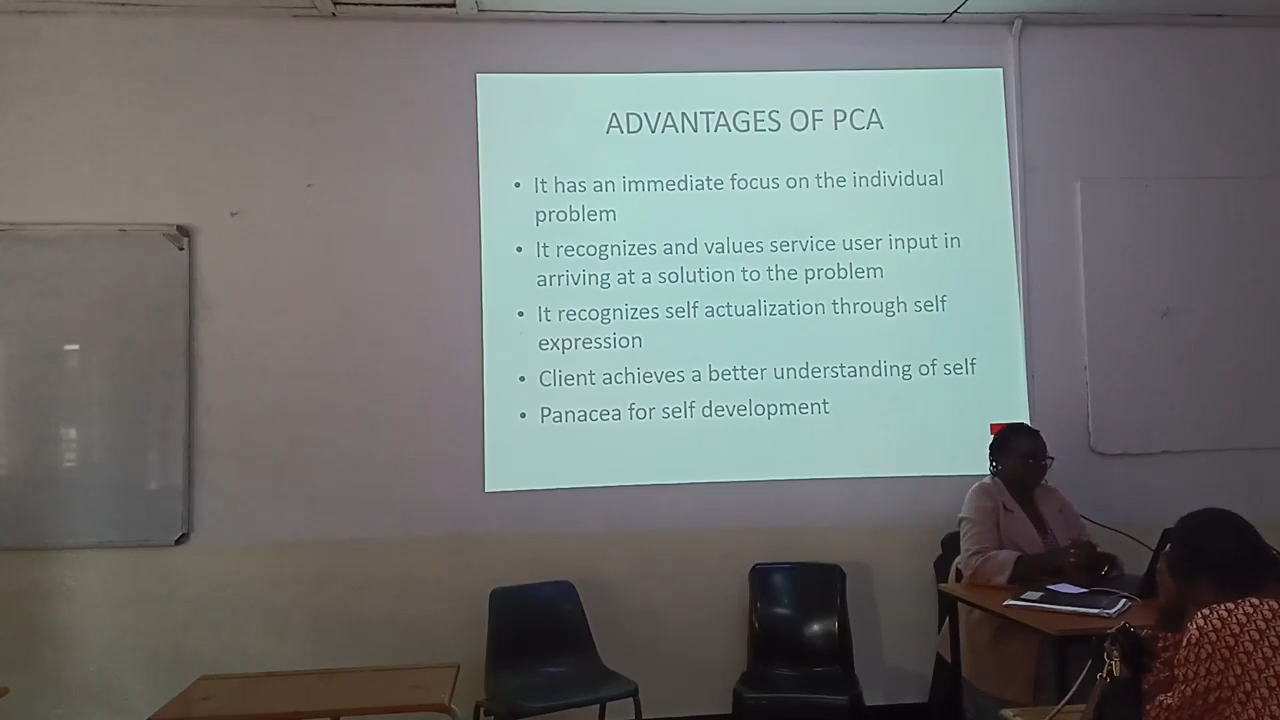 ADVANTAGES OF PCA
• It has an immediate focus on the individual
problem
• It recognizes and values service user input in
arriving at a solution to the problem
• It recognizes self actualization through self
expression
• Client achieves a better understanding of self
• Panacea for self development